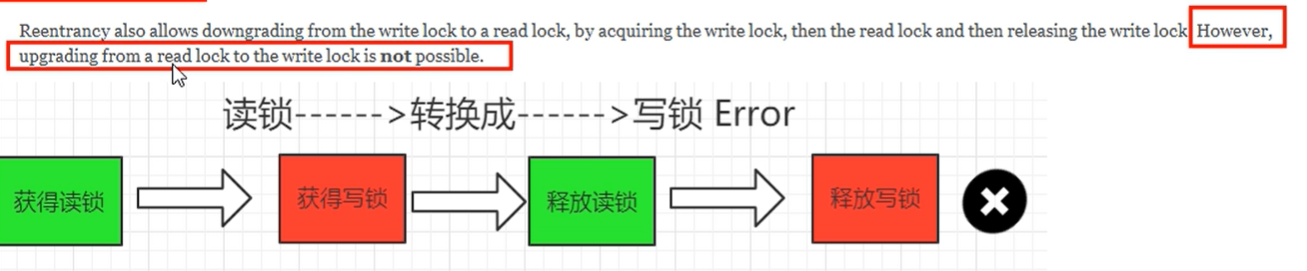 Reentrancy also allows downgrading from the write lock to a read lock, by acquiring the write lock, then the read lock and then releasing the write lock However,
upgrading from a read lock to the write lock is not possible.
读锁------>转换成------>写锁 Error
获得读锁
获得写锁
释放读锁
释放写锁